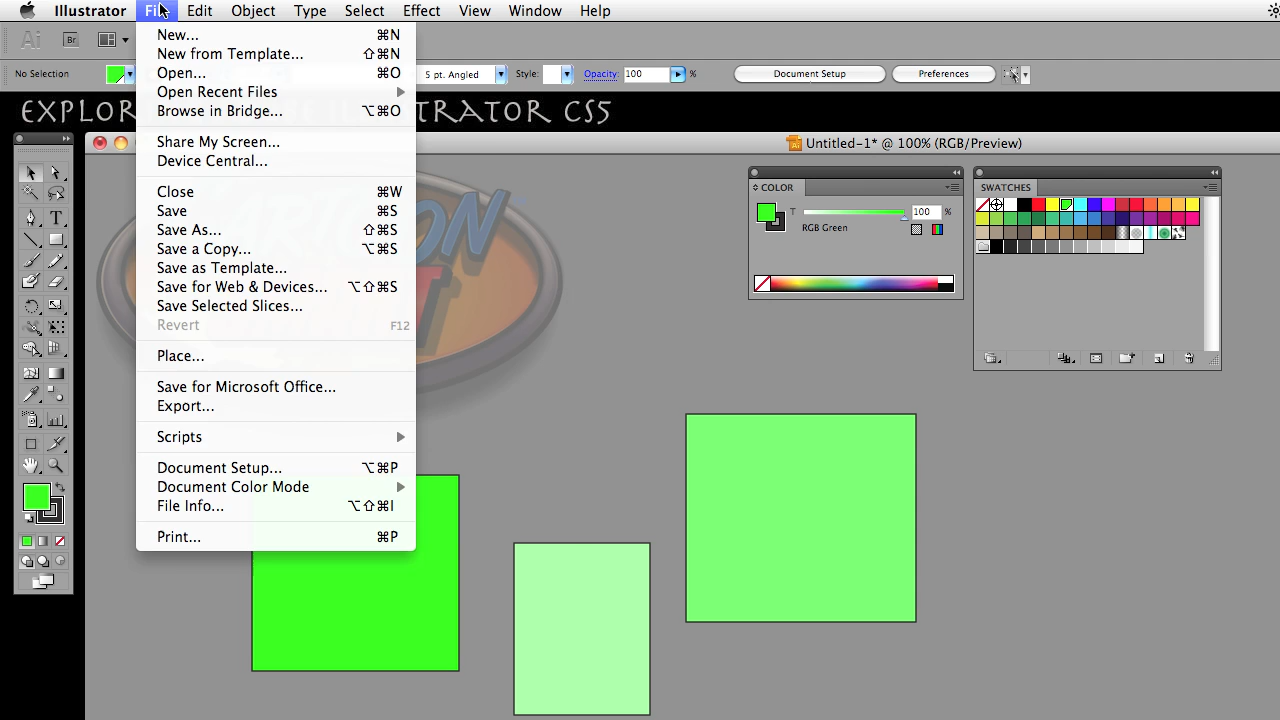 Illustrator File Edit Object Type Select Effect View Window Help
New... ⌘N
New from Template... ⇧⌘N
Open... ⌘O
Open Recent Files
Browse in Bridge... ⌥⌘O
Share My Screen...
Device Central...
Close ⌘W
Save ⌘S
Save As... ⇧⌘S
Save a Copy... ⌥⌘S
Save as Template...
Save for Web & Devices... ⌥⇧⌘S
Save Selected Slices...
Revert F12
Place...
Save for Microsoft Office...
Export...
Scripts
Document Setup... ⌥⌘P
Document Color Mode
File Info... ⌥⇧⌘I
Print... ⌘P
Ai Br
No Selection
5 pt. Angled Style: Opacity: 100 % Document Setup Preferences
CS5
Untitled-1* @ 100% (RGB/Preview)
COLOR
T 100 %
RGB Green
SWATCHES
T